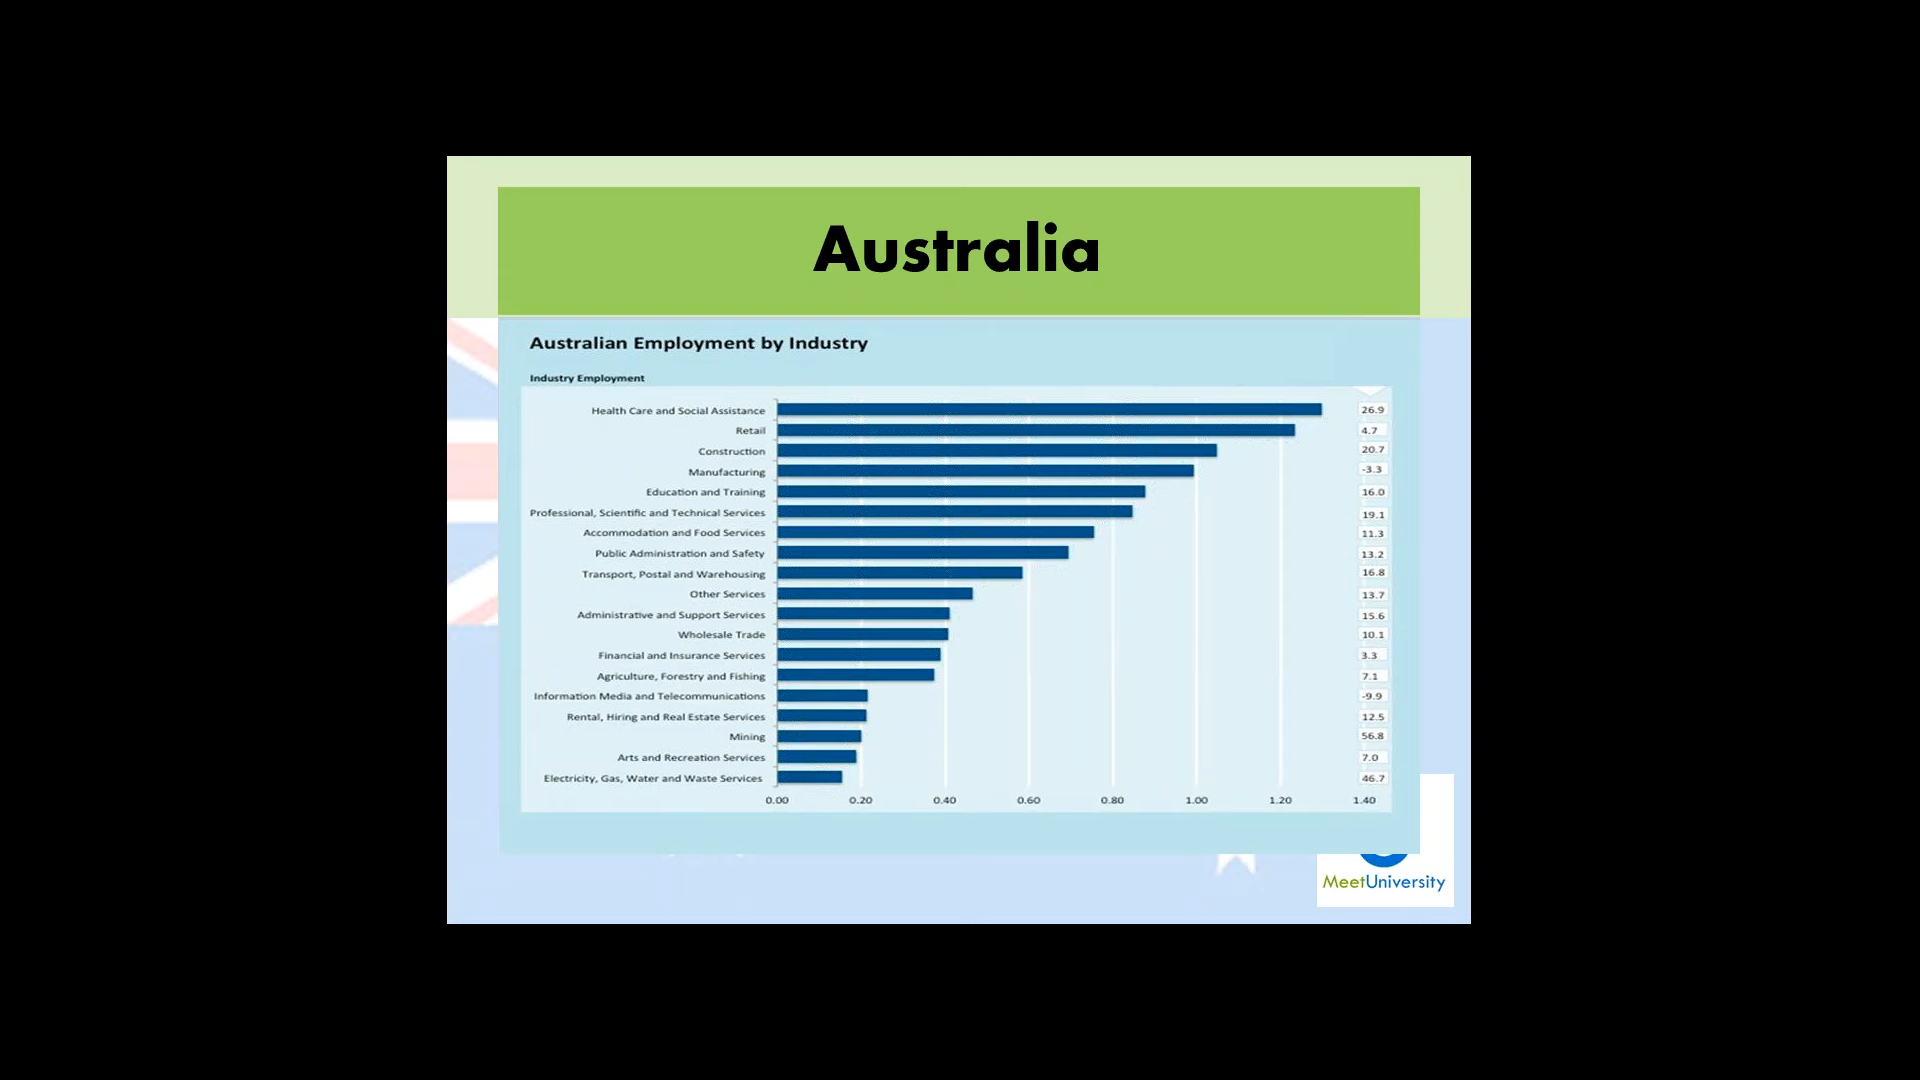 Australia
Australian Employment by Industry
Industry Employment
Health Care and Social Assistance 26.9
Retail 4.7
Construction 20.7
Manufacturing -3.3
Education and Training 16.0
Professional, Scientific and Technical Services 19.1
Accommodation and Food Services 11.3
Public Administration and Safety 13.2
Transport, Postal and Warehousing 16.8
Other Services 13.7
Administrative and Support Services 15.6
Wholesale Trade 10.1
Financial and Insurance Services 3.3
Agriculture, Forestry and Fishing 7.1
Information Media and Telecommunications -9.9
Rental, Hiring and Real Estate Services 12.5
Mining 56.8
Arts and Recreation Services 7.0
Electricity, Gas, Water and Waste Services 46.7
0.00 0.20 0.40 0.60 0.80 1.00 1.20 1.40
MeetUniversity